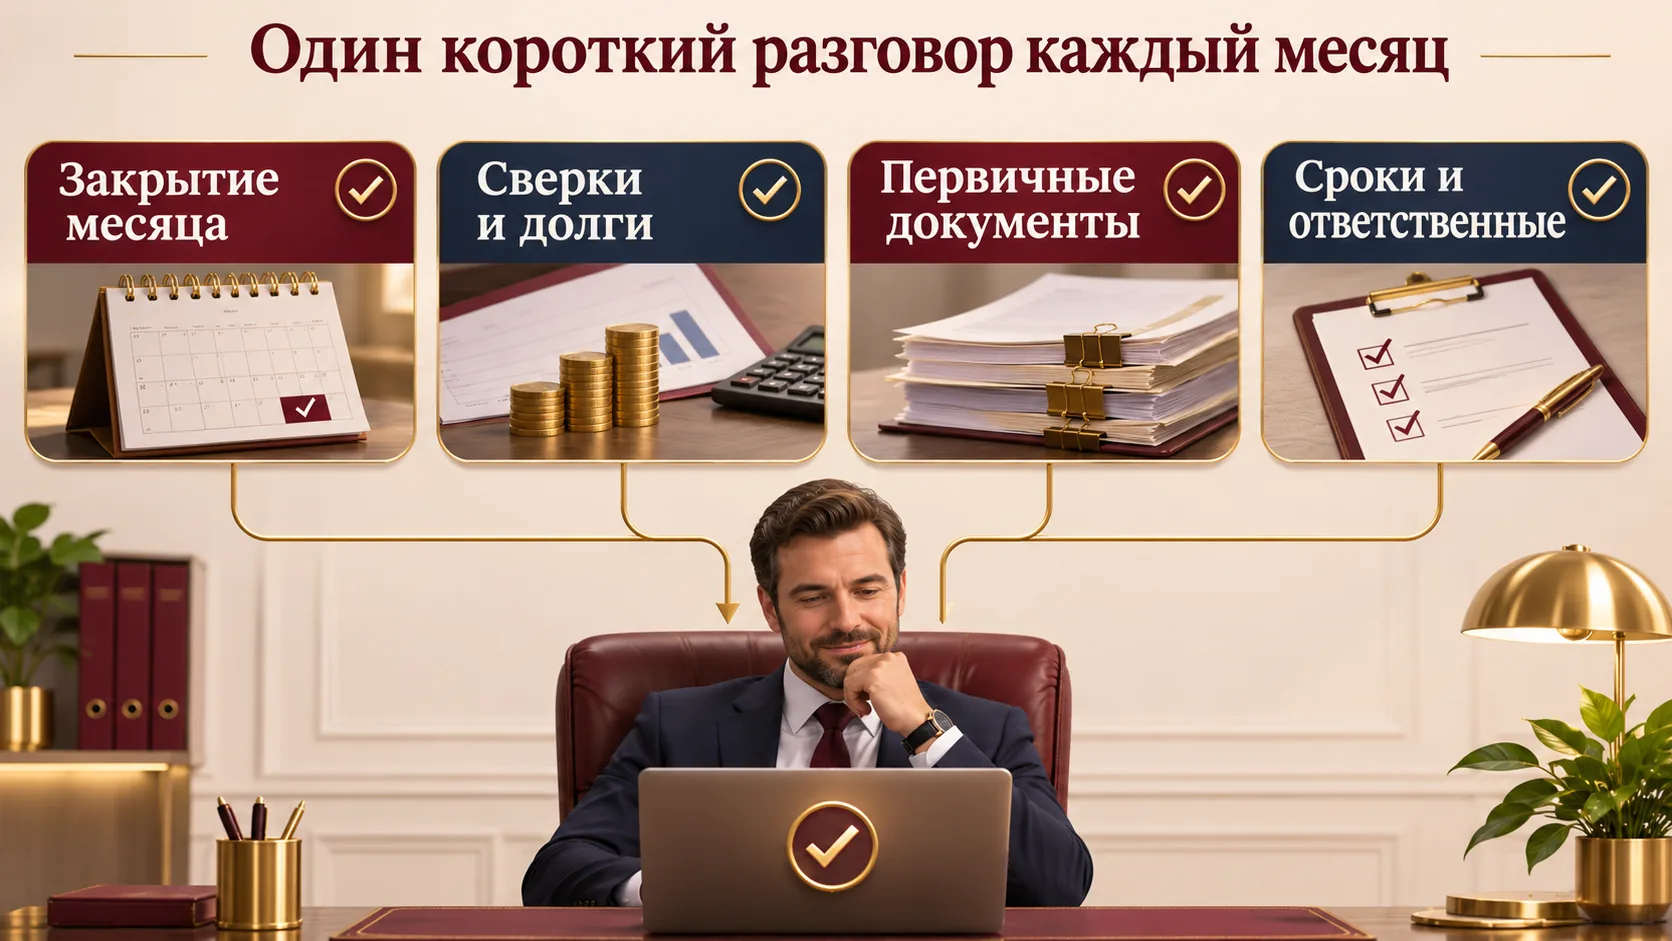 Один короткий разговор каждый месяц
Закрытие
месяца
Сверки
и долги
Первичные
документы
Сроки и
ответственные